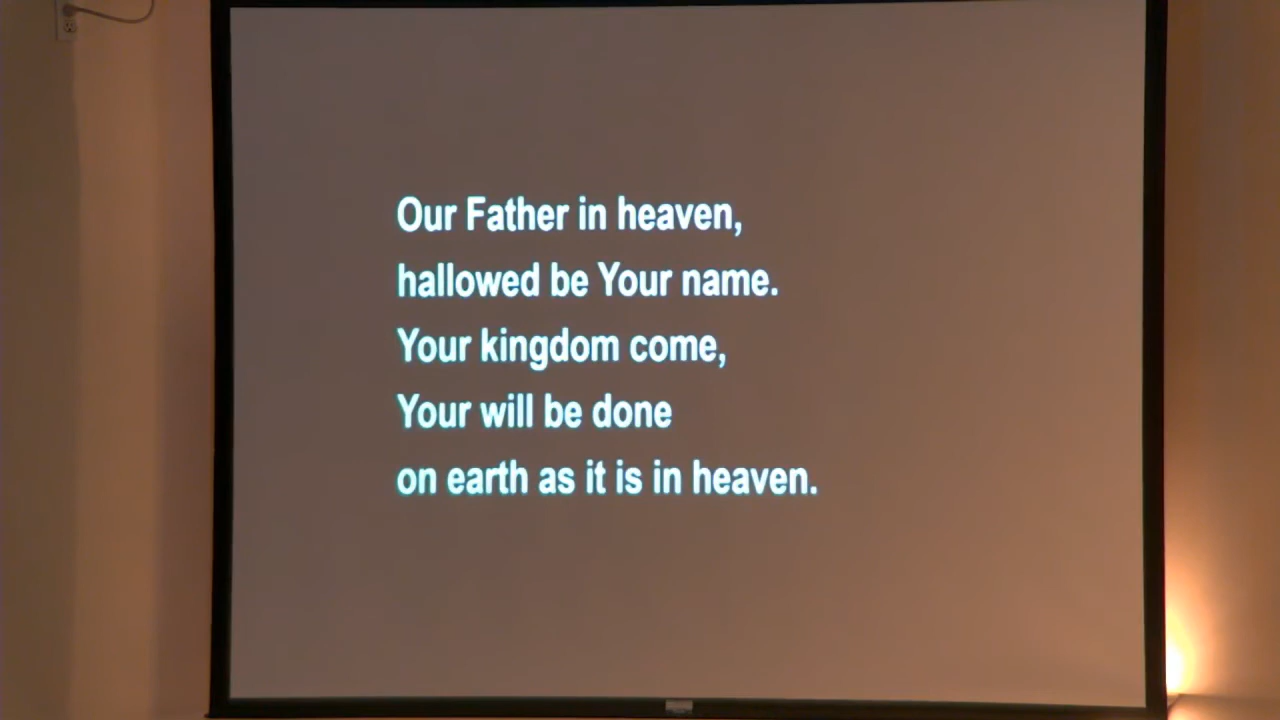 Our Father in heaven,
hallowed be Your name.
Your kingdom come,
Your will be done
on earth as it is in heaven.